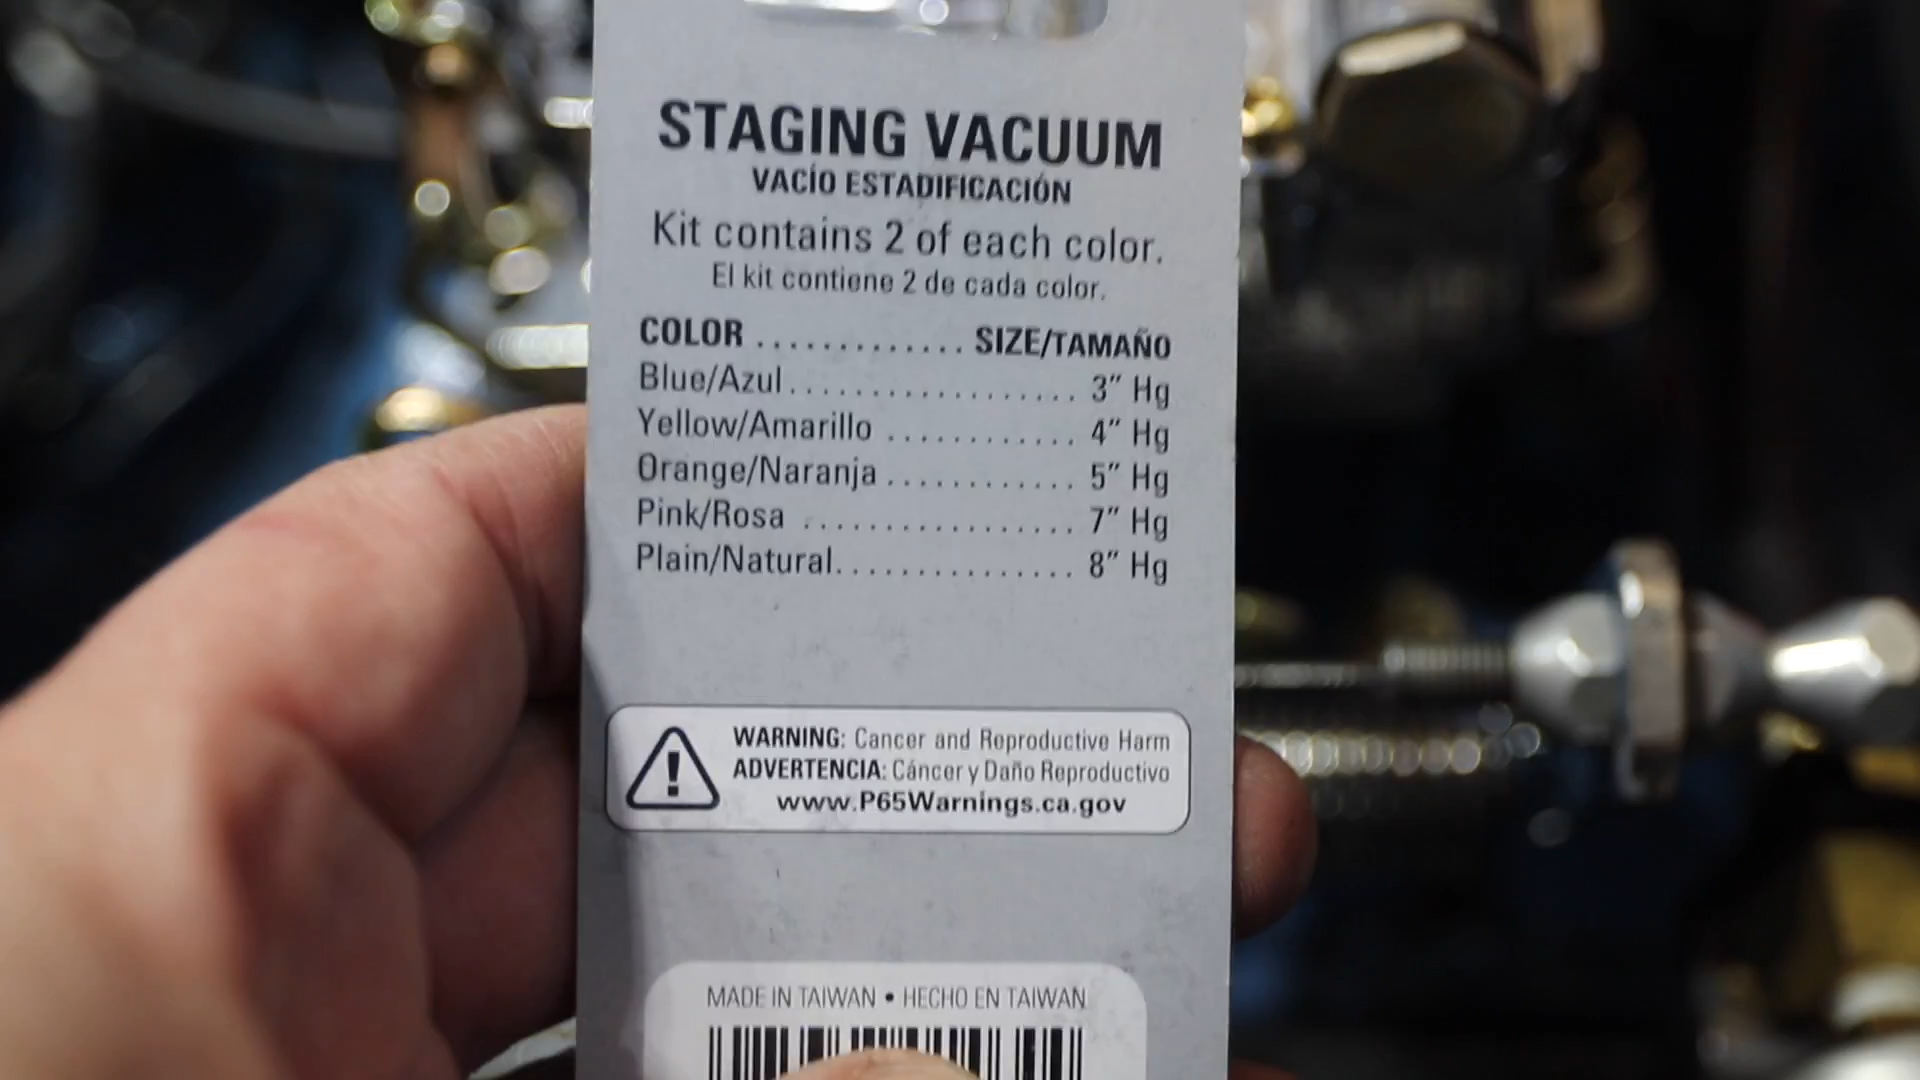 STAGING VACUUM
VACÍO ESTADIFICACIÓN
Kit contains 2 of each color.
El kit contiene 2 de cada color.
COLOR ............. SIZE/TAMAÑO
Blue/Azul.................. 3” Hg
Yellow/Amarillo ............ 4” Hg
Orange/Naranja ............ 5” Hg
Pink/Rosa ................. 7” Hg
Plain/Natural............... 8” Hg
WARNING: Cancer and Reproductive Harm
ADVERTENCIA: Cáncer y Daño Reproductivo
www.P65Warnings.ca.gov
MADE IN TAIWAN • HECHO EN TAIWAN